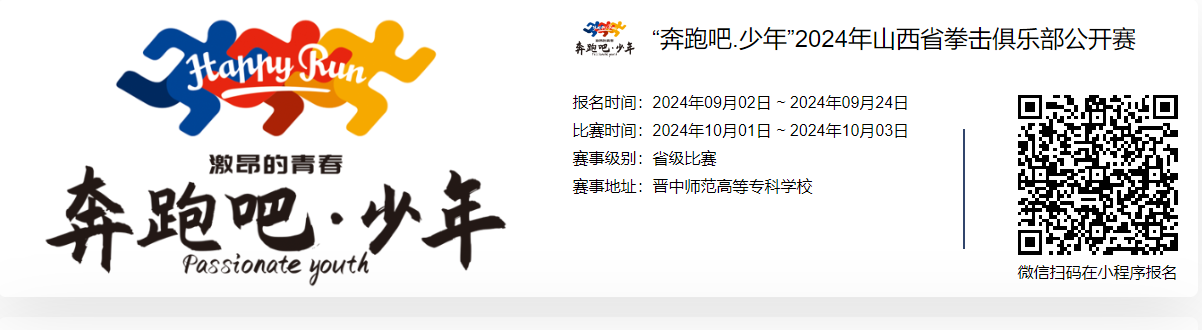 Happy Run
激昂的青春
奔跑吧·少年
Passionate youth
“奔跑吧.少年”2024年山西省拳击俱乐部公开赛
报名时间：2024年09月02日 ~ 2024年09月24日
比赛时间：2024年10月01日 ~ 2024年10月03日
赛事级别：省级比赛
赛事地址：晋中师范高等专科学校
微信扫码在小程序报名